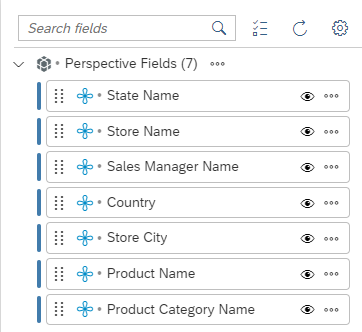 Search fields
Perspective Fields (7)
State Name
Store Name
Sales Manager Name
Country
Store City
Product Name
Product Category Name